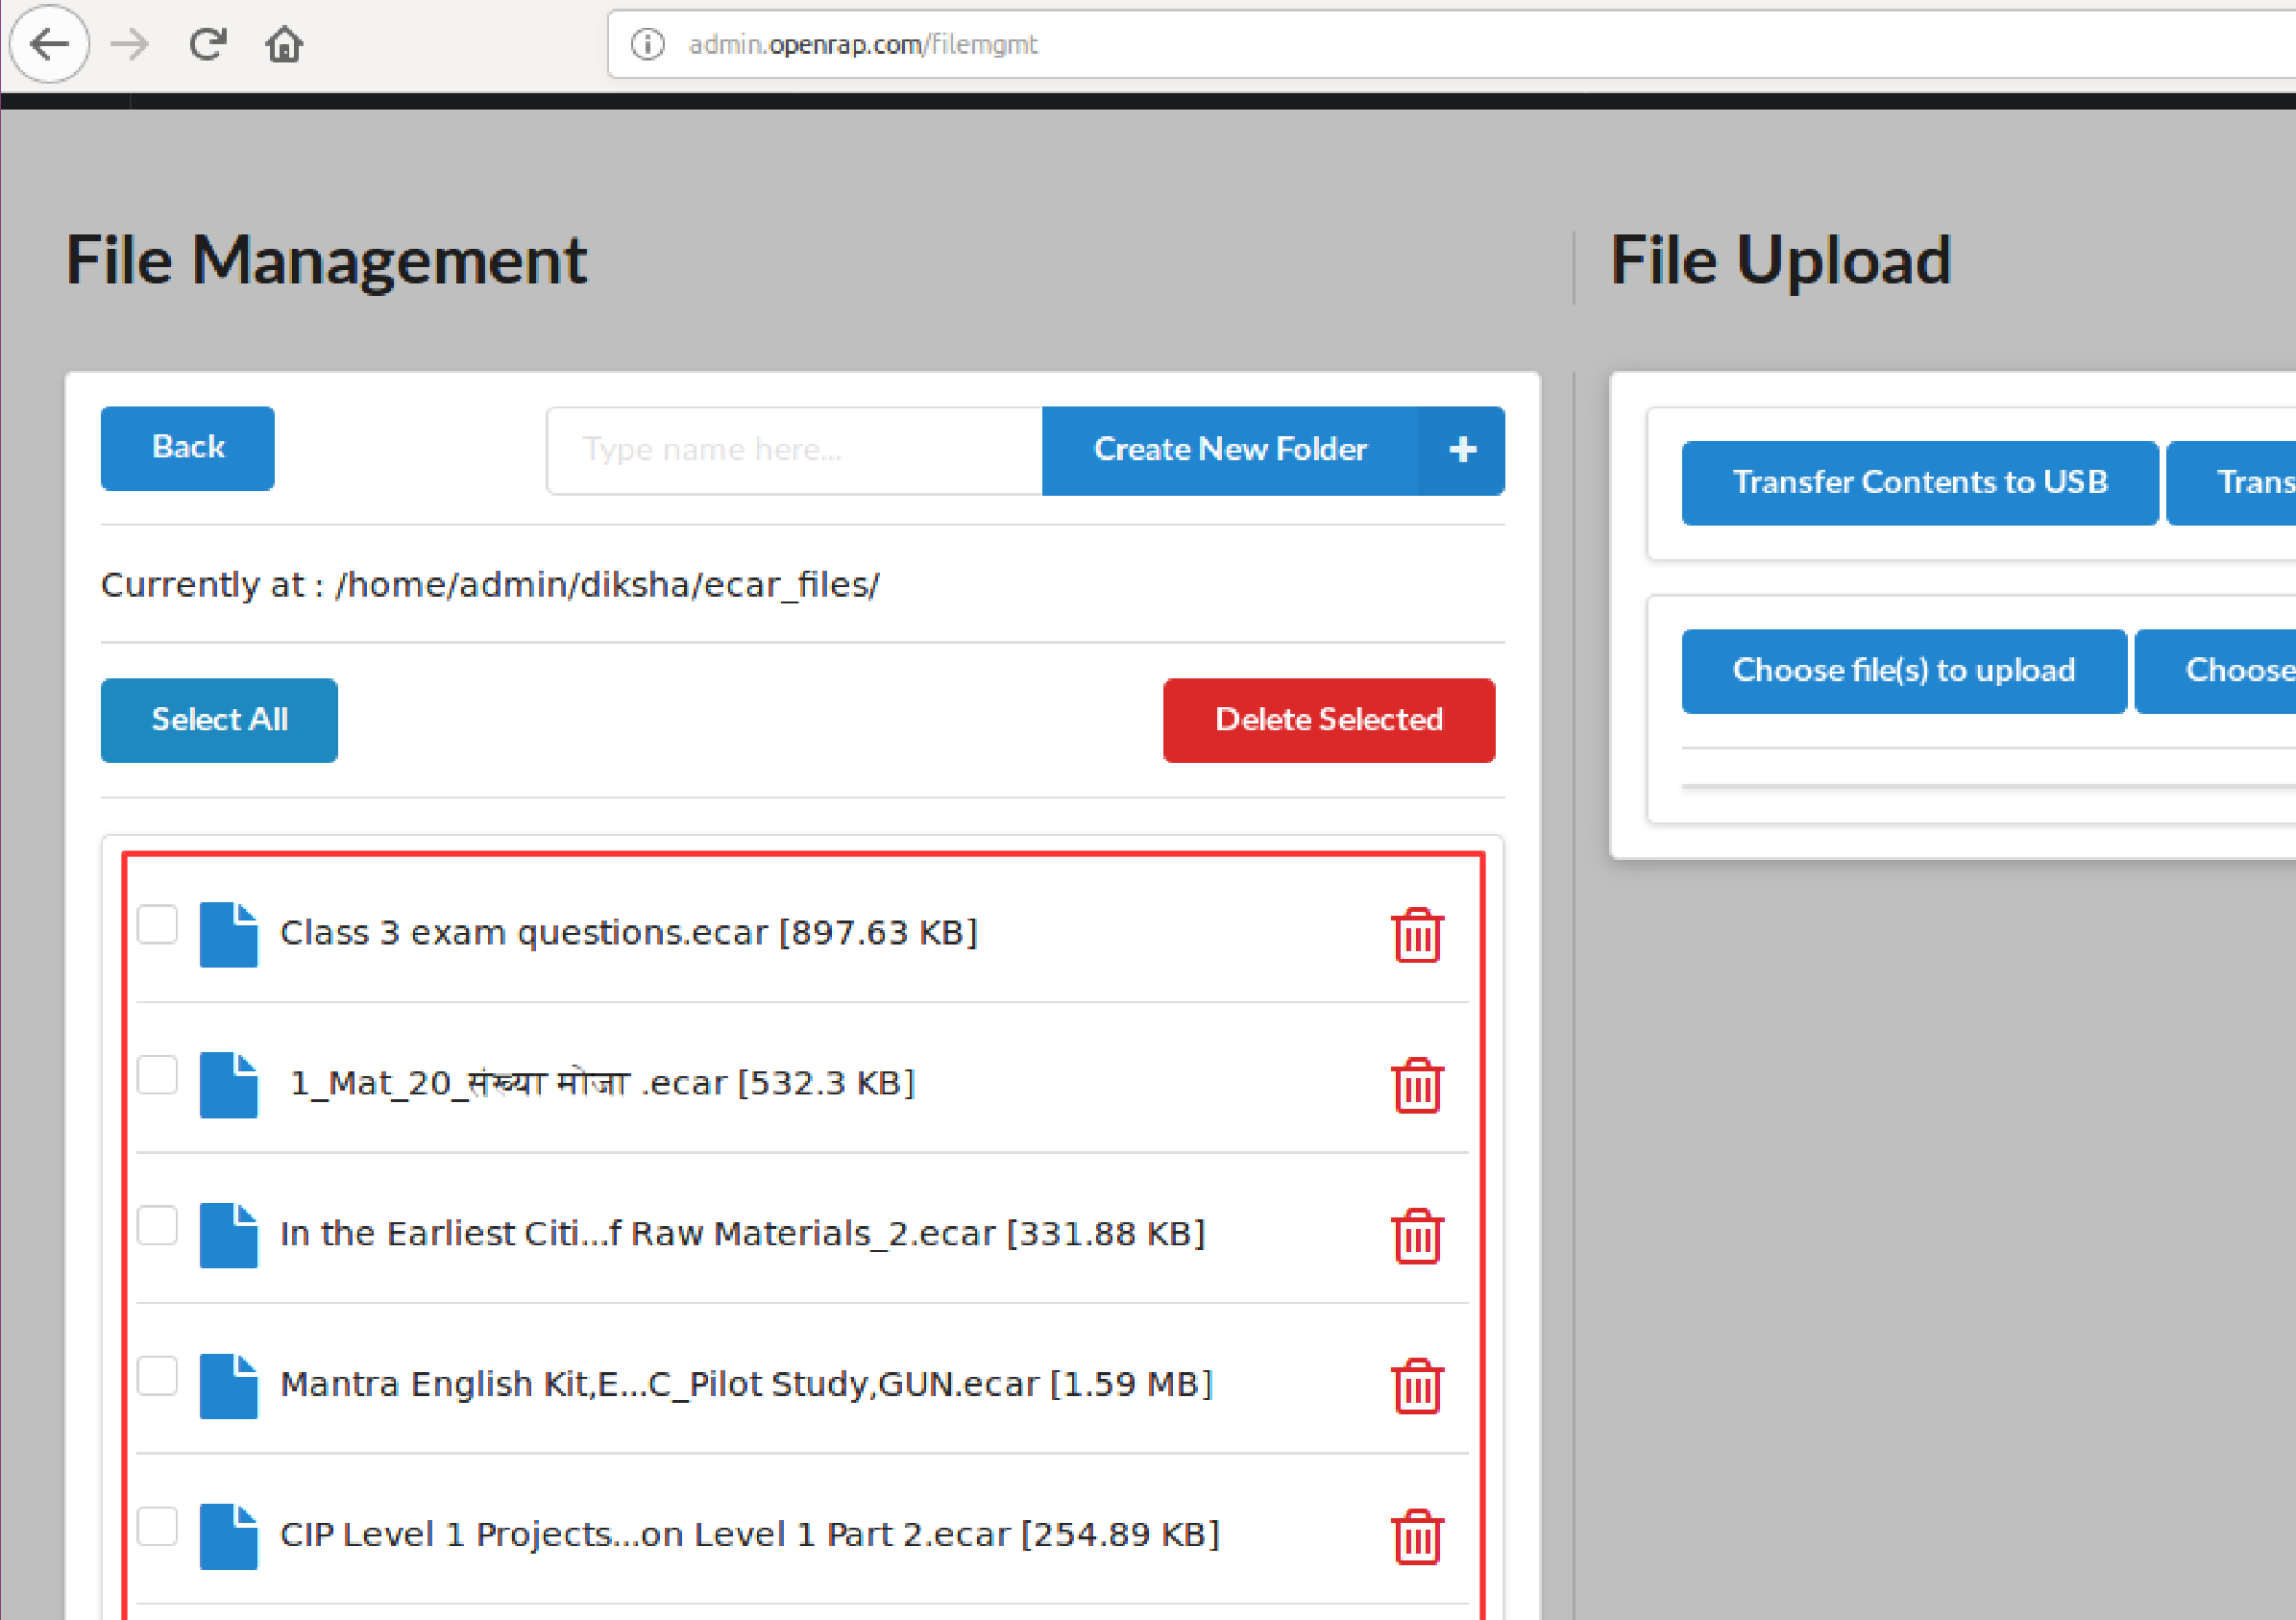 admin.openrap.com/filemgmt
File Management
File Upload
Back
Type name here...
Create New Folder
Transfer Contents to USB
Trans
Currently at : /home/admin/diksha/ecar_files/
Choose file(s) to upload
Choose
Select All
Delete Selected
Class 3 exam questions.ecar [897.63 KB]
1_Mat_20_संख्या मोजा .ecar [532.3 KB]
In the Earliest Citi...f Raw Materials_2.ecar [331.88 KB]
Mantra English Kit,E...C_Pilot Study,GUN.ecar [1.59 MB]
CIP Level 1 Projects...on Level 1 Part 2.ecar [254.89 KB]